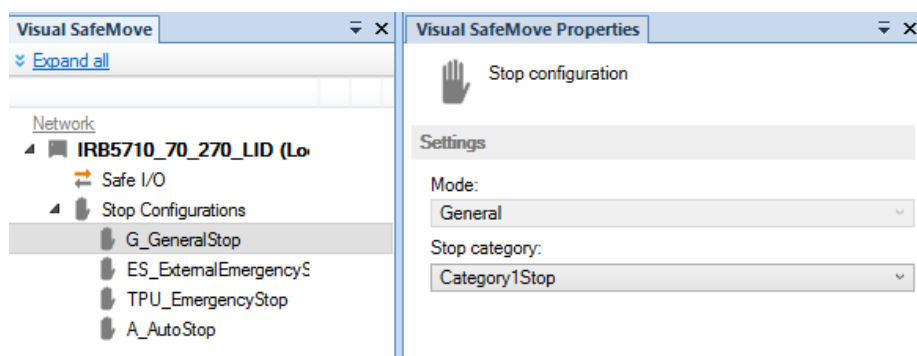 Visual SafeMove
Expand all
Network
IRB5710_70_270_LID (Lo
Safe I/O
Stop Configurations
G_GeneralStop
ES_ExternalEmergencyS
TPU_EmergencyStop
A_AutoStop
Visual SafeMove Properties
Stop configuration
Settings
Mode:
General
Stop category:
Category1Stop